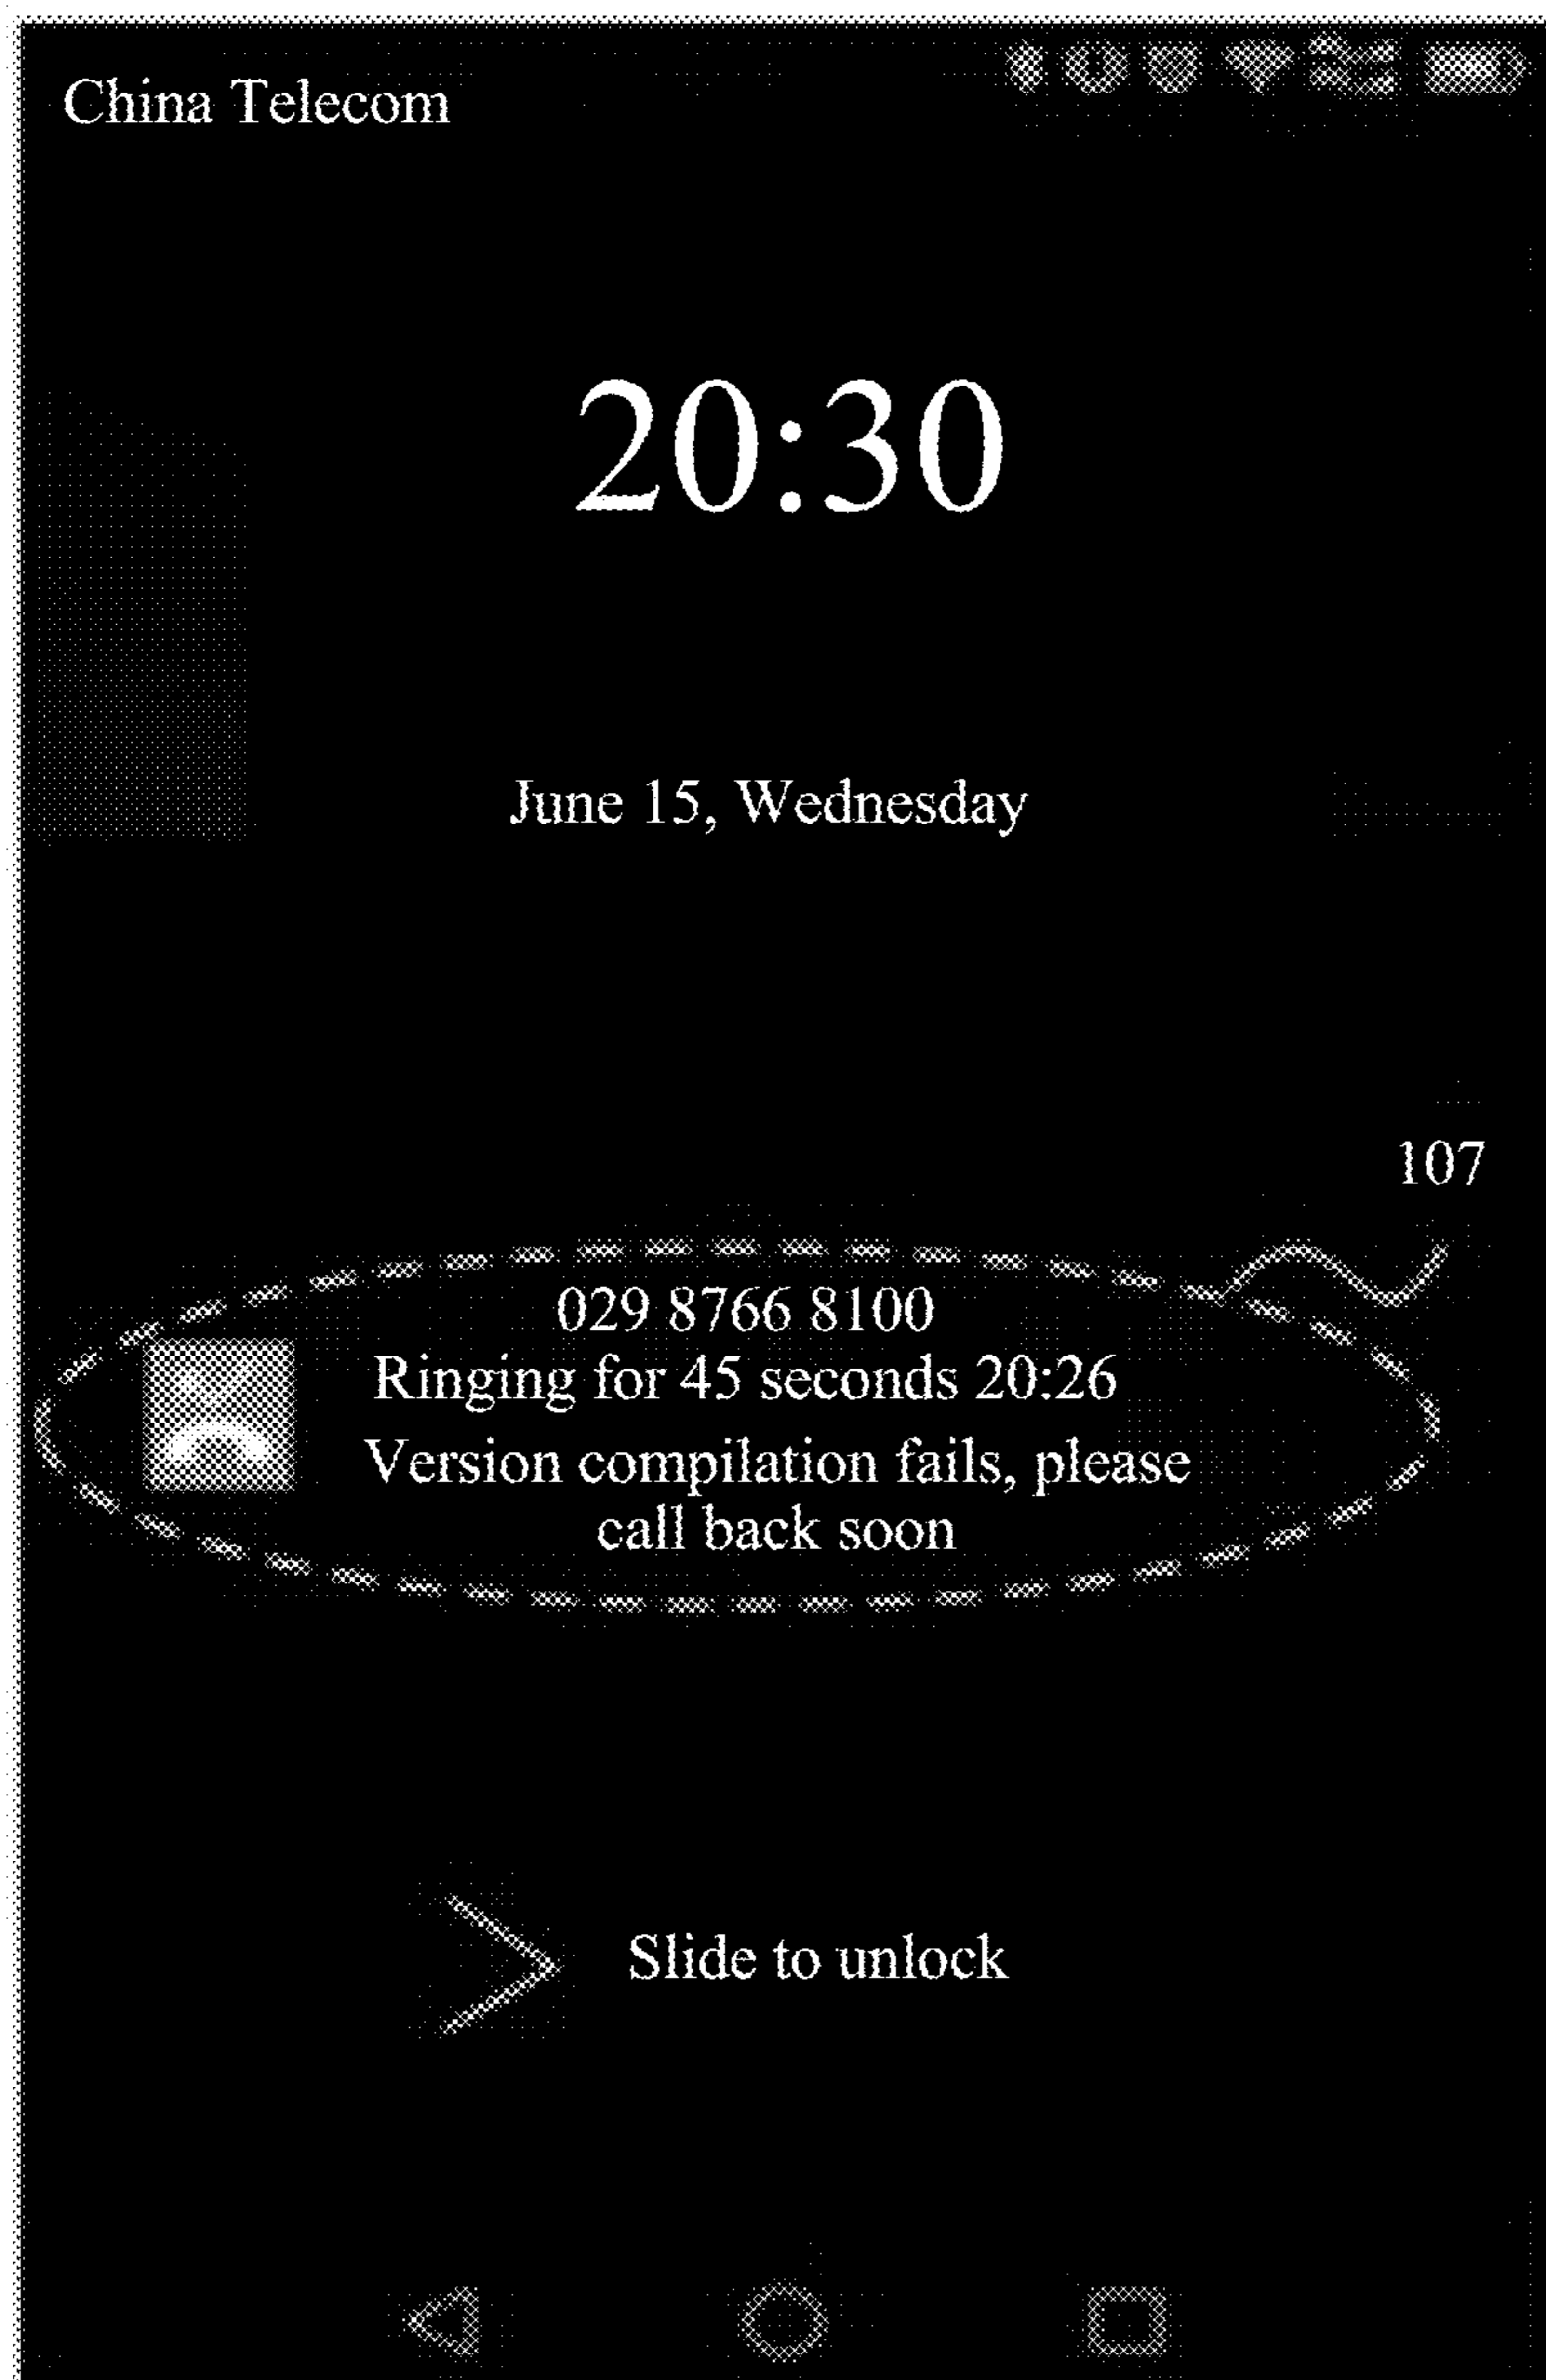 China Telecom
20:30
June 15, Wednesday
107
029 8766 8100
Ringing for 45 seconds 20:26
Version compilation fails, please
call back soon
Slide to unlock